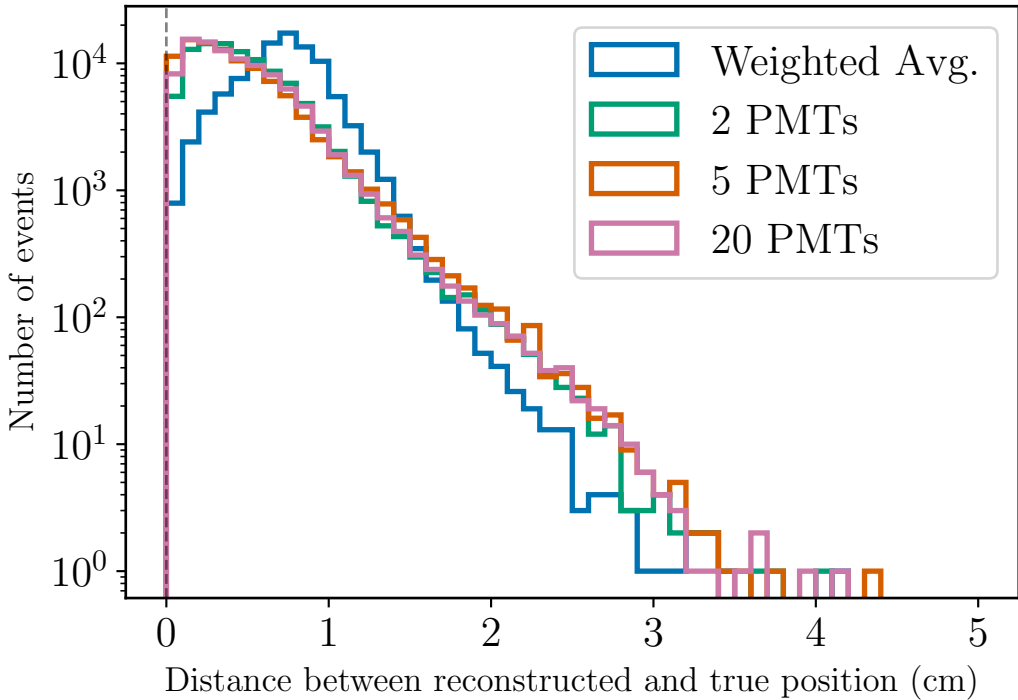 Number of events
10^4
10^3
10^2
10^1
10^0
Weighted Avg.
2 PMTs
5 PMTs
20 PMTs
0 1 2 3 4 5
Distance between reconstructed and true position (cm)